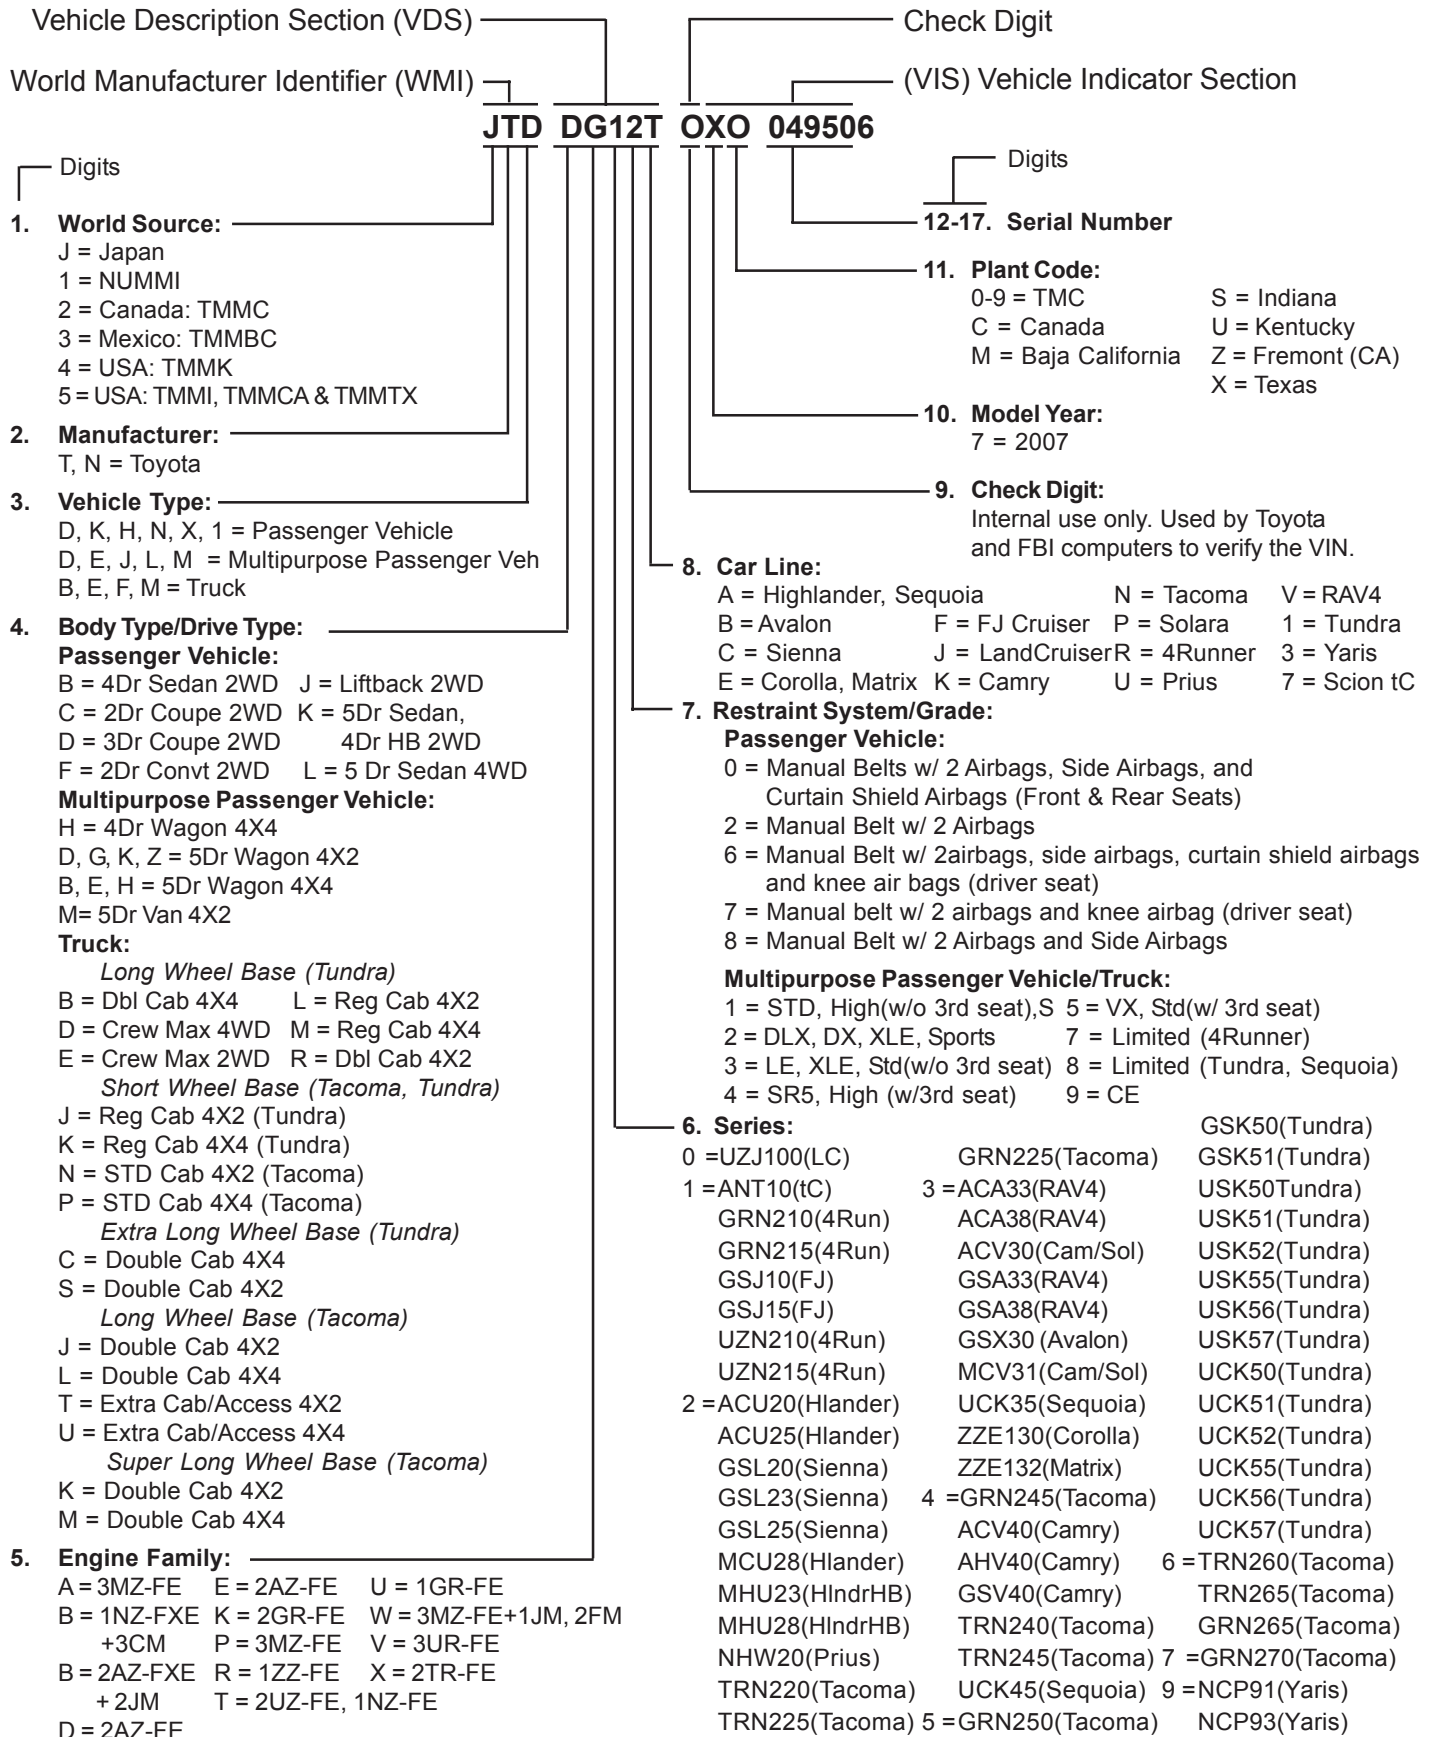 Vehicle Description Section (VDS)
Check Digit
World Manufacturer Identifier (WMI)
(VIS) Vehicle Indicator Section
JTD DG12T OXO 049506
Digits
Digits
1. World Source:
J = Japan
1 = NUMMI
2 = Canada: TMMC
3 = Mexico: TMMBC
4 = USA: TMMK
5 = USA: TMMI, TMMCA & TMMTX
2. Manufacturer:
T, N = Toyota
3. Vehicle Type:
D, K, H, N, X, 1 = Passenger Vehicle
D, E, J, L, M = Multipurpose Passenger Veh
B, E, F, M = Truck
4. Body Type/Drive Type:
Passenger Vehicle:
B = 4Dr Sedan 2WD J = Liftback 2WD
C = 2Dr Coupe 2WD K = 5Dr Sedan,
D = 3Dr Coupe 2WD 4Dr HB 2WD
F = 2Dr Convt 2WD L = 5 Dr Sedan 4WD
Multipurpose Passenger Vehicle:
H = 4Dr Wagon 4X4
D, G, K, Z = 5Dr Wagon 4X2
B, E, H = 5Dr Wagon 4X4
M= 5Dr Van 4X2
Truck:
Long Wheel Base (Tundra)
B = Dbl Cab 4X4 L = Reg Cab 4X2
D = Crew Max 4WD M = Reg Cab 4X4
E = Crew Max 2WD R = Dbl Cab 4X2
Short Wheel Base (Tacoma, Tundra)
J = Reg Cab 4X2 (Tundra)
K = Reg Cab 4X4 (Tundra)
N = STD Cab 4X2 (Tacoma)
P = STD Cab 4X4 (Tacoma)
Extra Long Wheel Base (Tundra)
C = Double Cab 4X4
S = Double Cab 4X2
Long Wheel Base (Tacoma)
J = Double Cab 4X2
L = Double Cab 4X4
T = Extra Cab/Access 4X2
U = Extra Cab/Access 4X4
Super Long Wheel Base (Tacoma)
K = Double Cab 4X2
M = Double Cab 4X4
5. Engine Family:
A = 3MZ-FE E = 2AZ-FE U = 1GR-FE
B = 1NZ-FXE K = 2GR-FE W = 3MZ-FE+1JM, 2FM
+3CM P = 3MZ-FE V = 3UR-FE
B = 2AZ-FXE R = 1ZZ-FE X = 2TR-FE
+ 2JM T = 2UZ-FE, 1NZ-FE
D = 2AZ-FE
12-17. Serial Number
11. Plant Code:
0-9 = TMC S = Indiana
C = Canada U = Kentucky
M = Baja California Z = Fremont (CA)
X = Texas
10. Model Year:
7 = 2007
9. Check Digit:
Internal use only. Used by Toyota
and FBI computers to verify the VIN.
8. Car Line:
A = Highlander, Sequoia N = Tacoma V = RAV4
B = Avalon F = FJ Cruiser P = Solara 1 = Tundra
C = Sienna J = LandCruiser R = 4Runner 3 = Yaris
E = Corolla, Matrix K = Camry U = Prius 7 = Scion tC
7. Restraint System/Grade:
Passenger Vehicle:
0 = Manual Belts w/ 2 Airbags, Side Airbags, and
Curtain Shield Airbags (Front & Rear Seats)
2 = Manual Belt w/ 2 Airbags
6 = Manual Belt w/ 2airbags, side airbags, curtain shield airbags
and knee air bags (driver seat)
7 = Manual belt w/ 2 airbags and knee airbag (driver seat)
8 = Manual Belt w/ 2 Airbags and Side Airbags
Multipurpose Passenger Vehicle/Truck:
1 = STD, High(w/o 3rd seat),S 5 = VX, Std(w/ 3rd seat)
2 = DLX, DX, XLE, Sports 7 = Limited (4Runner)
3 = LE, XLE, Std(w/o 3rd seat) 8 = Limited (Tundra, Sequoia)
4 = SR5, High (w/3rd seat) 9 = CE
6. Series:
0 =UZJ100(LC)
1 =ANT10(tC)
GRN210(4Run)
GRN215(4Run)
GSJ10(FJ)
GSJ15(FJ)
UZN210(4Run)
UZN215(4Run)
2 =ACU20(Hlander)
ACU25(Hlander)
GSL20(Sienna)
GSL23(Sienna)
GSL25(Sienna)
MCU28(Hlander)
MHU23(HlndrHB)
MHU28(HlndrHB)
NHW20(Prius)
TRN220(Tacoma)
TRN225(Tacoma)
GRN225(Tacoma)
3 =ACA33(RAV4)
ACA38(RAV4)
ACV30(Cam/Sol)
GSA33(RAV4)
GSA38(RAV4)
GSX30 (Avalon)
MCV31(Cam/Sol)
UCK35(Sequoia)
ZZE130(Corolla)
ZZE132(Matrix)
4 =GRN245(Tacoma)
ACV40(Camry)
AHV40(Camry)
GSV40(Camry)
TRN240(Tacoma)
TRN245(Tacoma)
UCK45(Sequoia)
5 =GRN250(Tacoma)
GSK50(Tundra)
GSK51(Tundra)
USK50Tundra)
USK51(Tundra)
USK52(Tundra)
USK55(Tundra)
USK56(Tundra)
USK57(Tundra)
UCK50(Tundra)
UCK51(Tundra)
UCK52(Tundra)
UCK55(Tundra)
UCK56(Tundra)
UCK57(Tundra)
6 =TRN260(Tacoma)
TRN265(Tacoma)
GRN265(Tacoma)
7 =GRN270(Tacoma)
9 =NCP91(Yaris)
NCP93(Yaris)